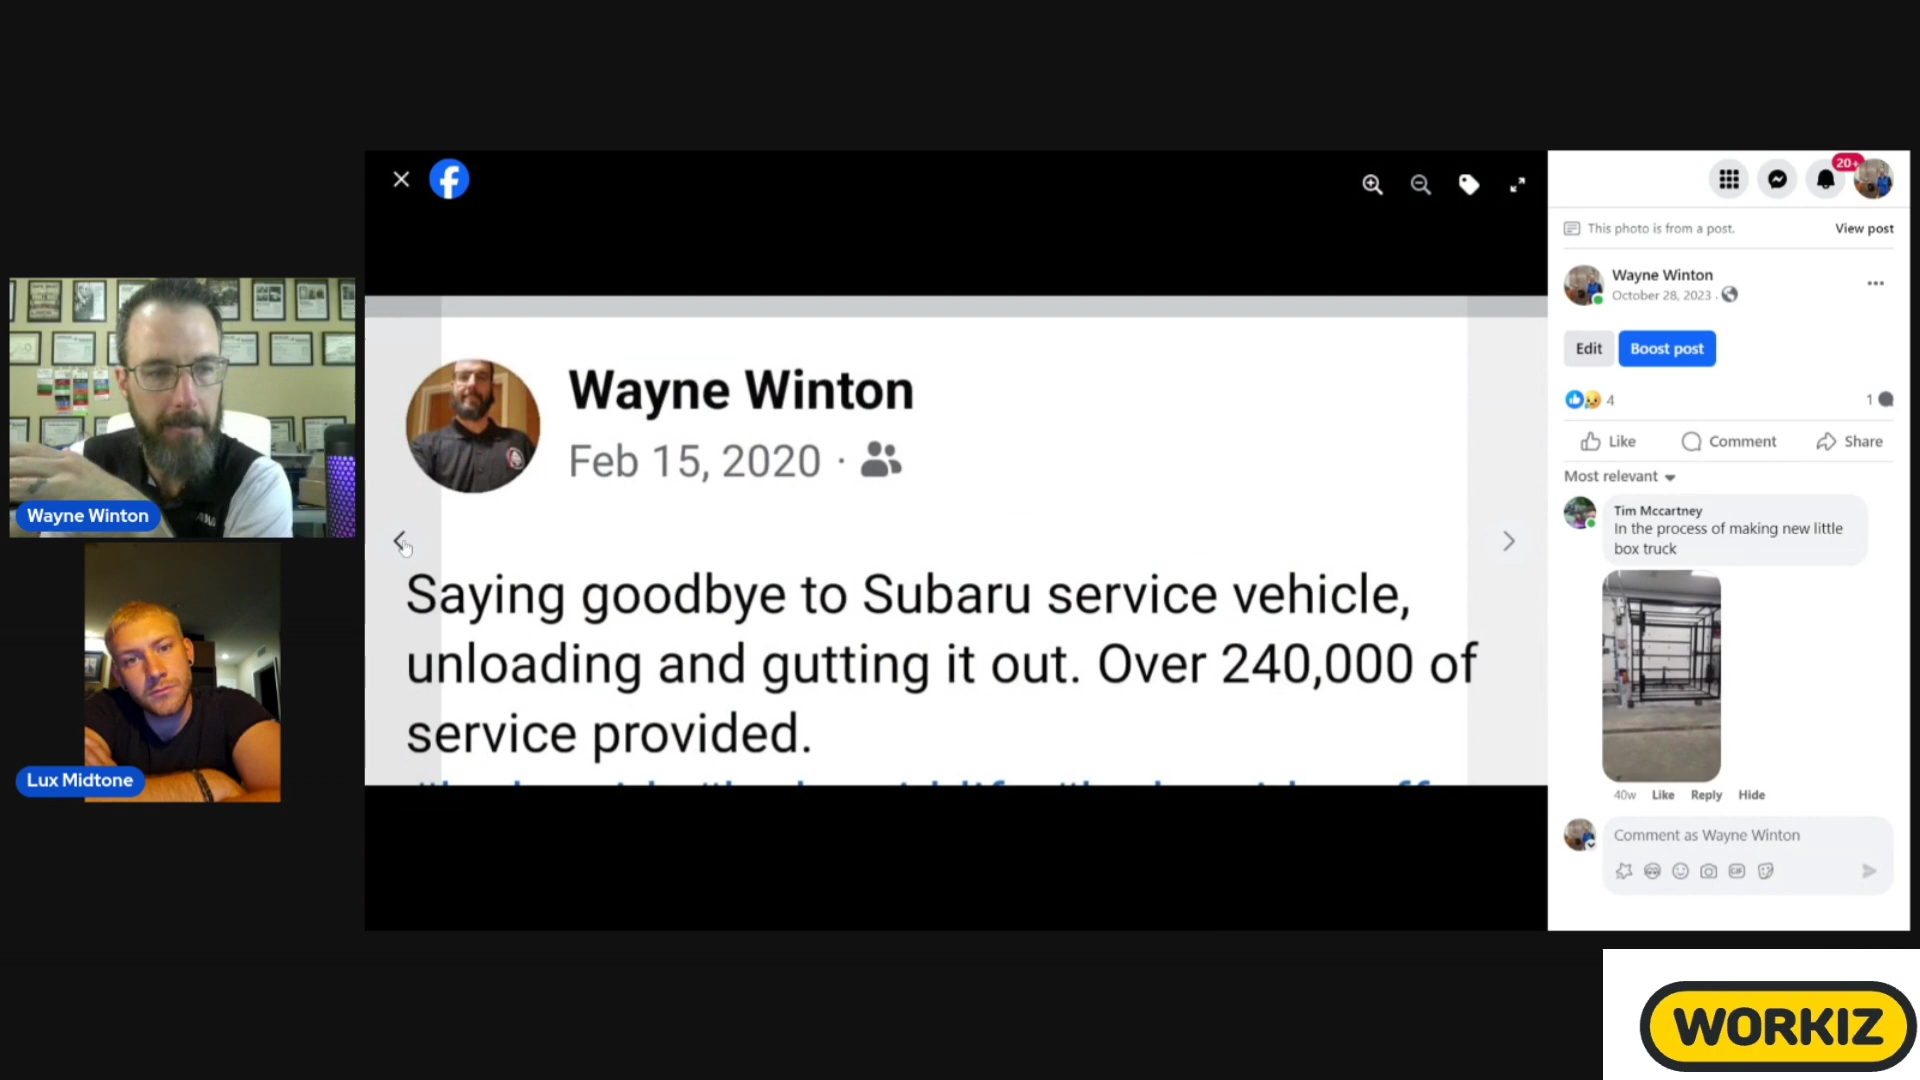 Wayne Winton
Lux Midtone
Wayne Winton
Feb 15, 2020 ·
Saying goodbye to Subaru service vehicle,
unloading and gutting it out. Over 240,000 of
service provided.
20+
This photo is from a post.
View post
Wayne Winton
October 28, 2023 ·
Edit
Boost post
4
1
Like
Comment
Share
Most relevant
Tim Mccartney
In the process of making new little
box truck
40w Like Reply Hide
Comment as Wayne Winton
GIF
WORKIZ